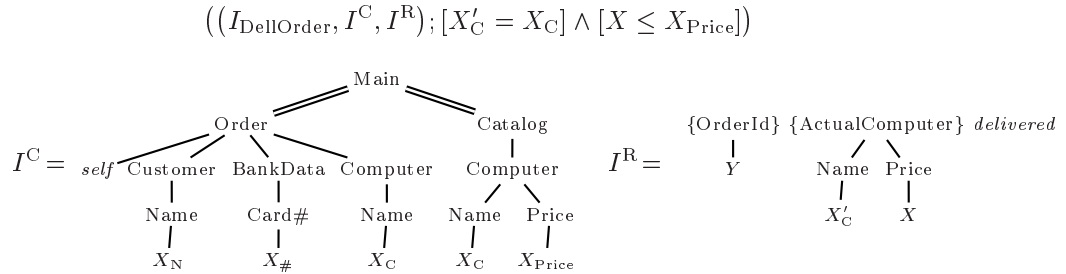 ((I_DellOrder, I^C, I^R); [X'_C = X_C] ∧ [X ≤ X_Price])
Main
Order Catalog {OrderId} {ActualComputer} delivered
I^C = self Customer BankData Computer Computer I^R = Y Name Price
Name Card# Name Name Price X'_C X
X_N X_# X_C X_C X_Price